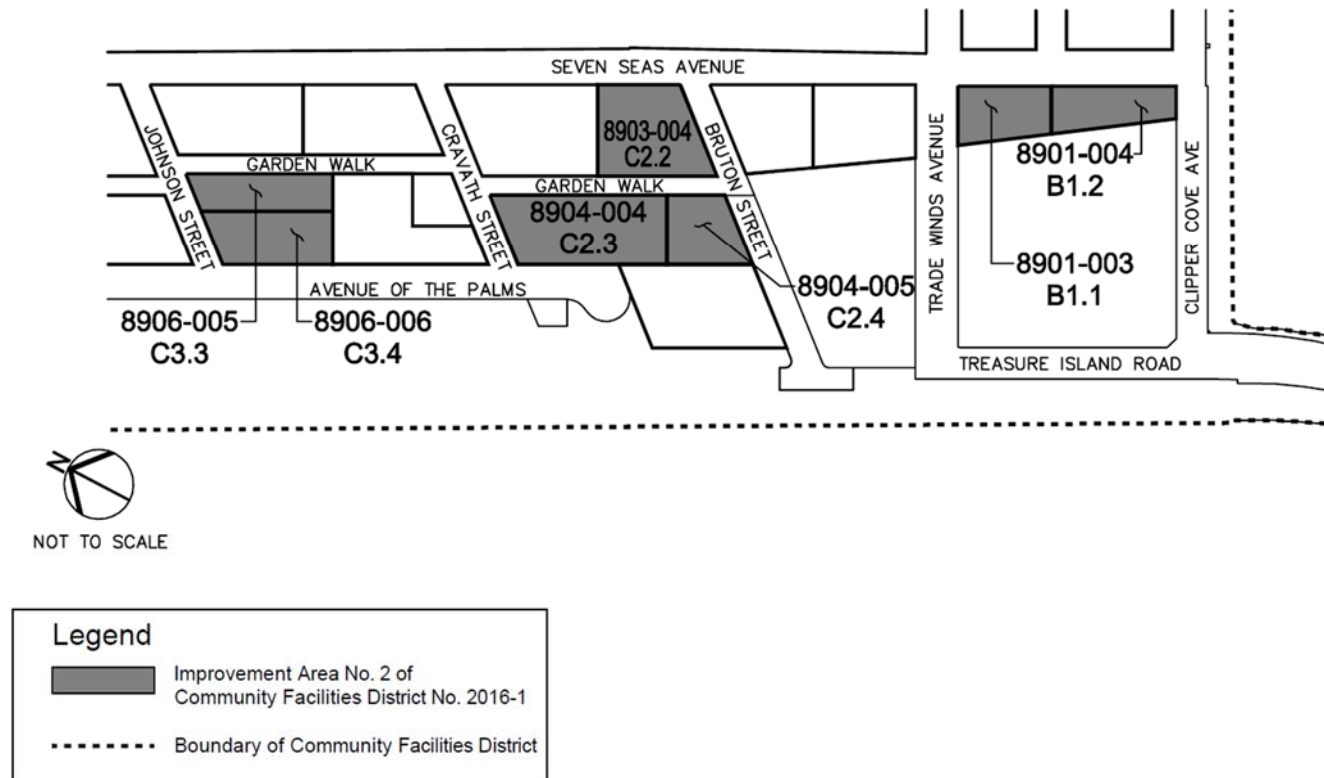 SEVEN SEAS AVENUE
JOHNSON STREET
CRAVATH STREET
8903-004
C2.2
BRUTON STREET
TRADE WINDS AVENUE
8901-004
B1.2
CLIPPER COVE AVE
GARDEN WALK
GARDEN WALK
8904-004
C2.3
8901-003
B1.1
8904-005
C2.4
AVENUE OF THE PALMS
8906-005
C3.3
8906-006
C3.4
TREASURE ISLAND ROAD
N
NOT TO SCALE
Legend
Improvement Area No. 2 of
Community Facilities District No. 2016-1
Boundary of Community Facilities District